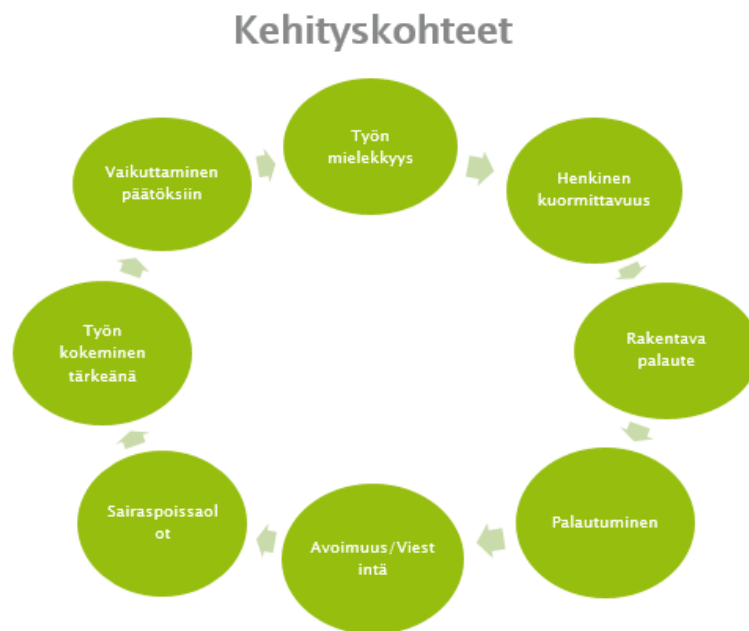 Kehityskohteet
Työn
mielekkyys
Henkinen
kuormittavuus
Rakentava
palaute
Palautuminen
Avoimuus/Viest
intä
Sairaspoissaol
ot
Työn
kokeminen
tärkeänä
Vaikuttaminen
päätöksiin